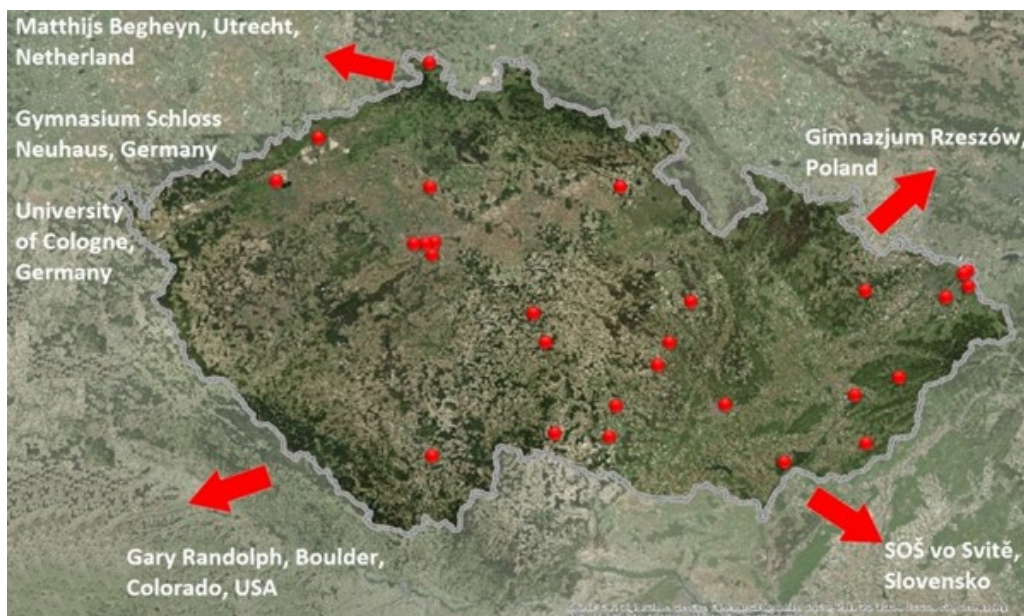 Matthijs Begheyn, Utrecht,
Netherland
Gymnasium Schloss
Neuhaus, Germany
University
of Cologne,
Germany
Gimnazjum Rzeszów,
Poland
Gary Randolph, Boulder,
Colorado, USA
SOŠ vo Svitě,
Slovensko